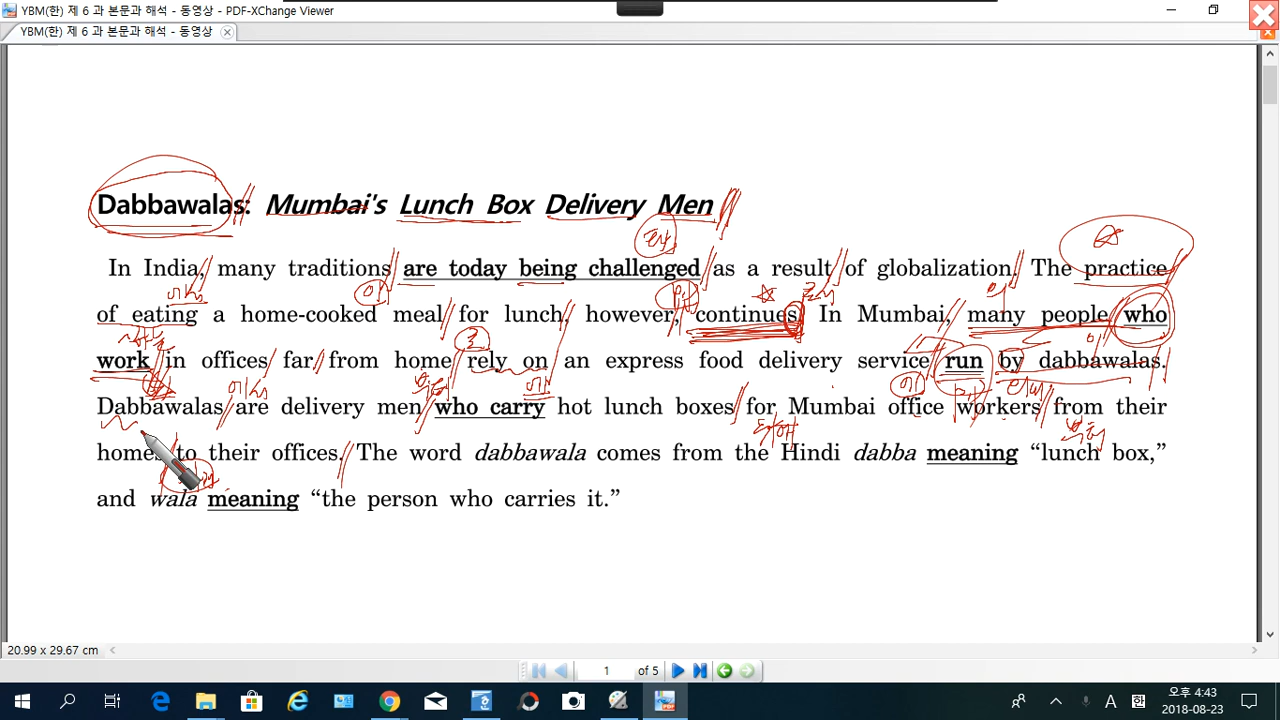 YBM(한) 제 6 과 본문과 해석 - 동영상 - PDF-XChange Viewer
YBM(한) 제 6 과 본문과 해석 - 동영상
Dabbawalas: Mumbai's Lunch Box Delivery Men
In India, many traditions are today being challenged as a result of globalization. The practice
of eating a home-cooked meal for lunch, however, continues. In Mumbai, many people who
work in offices far from home rely on an express food delivery service run by dabbawalas.
Dabbawalas are delivery men who carry hot lunch boxes for Mumbai office workers from their
homes to their offices. The word dabbawala comes from the Hindi dabba meaning “lunch box,”
and wala meaning “the person who carries it.”
20.99 x 29.67 cm
1 of 5
A 한 오후 4:43
2018-08-23